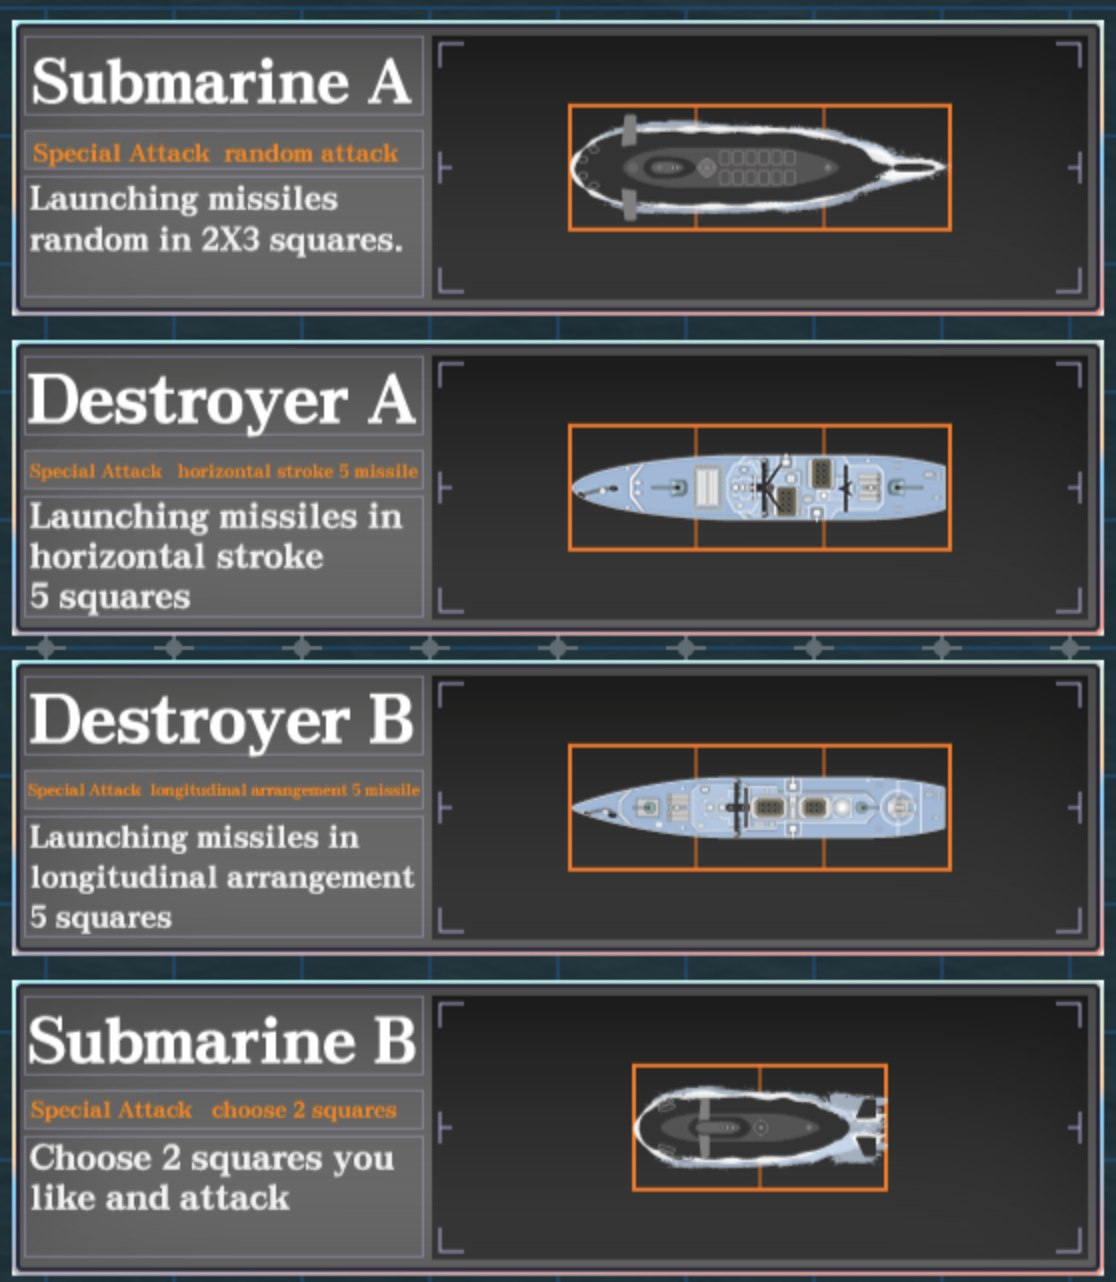 Submarine A
Special Attack random attack
Launching missiles
random in 2X3 squares.
Destroyer A
Special Attack horizontal stroke 5 missile
Launching missiles in
horizontal stroke
5 squares
Destroyer B
Special Attack longitudinal arrangement 5 missile
Launching missiles in
longitudinal arrangement
5 squares
Submarine B
Special Attack choose 2 squares
Choose 2 squares you
like and attack